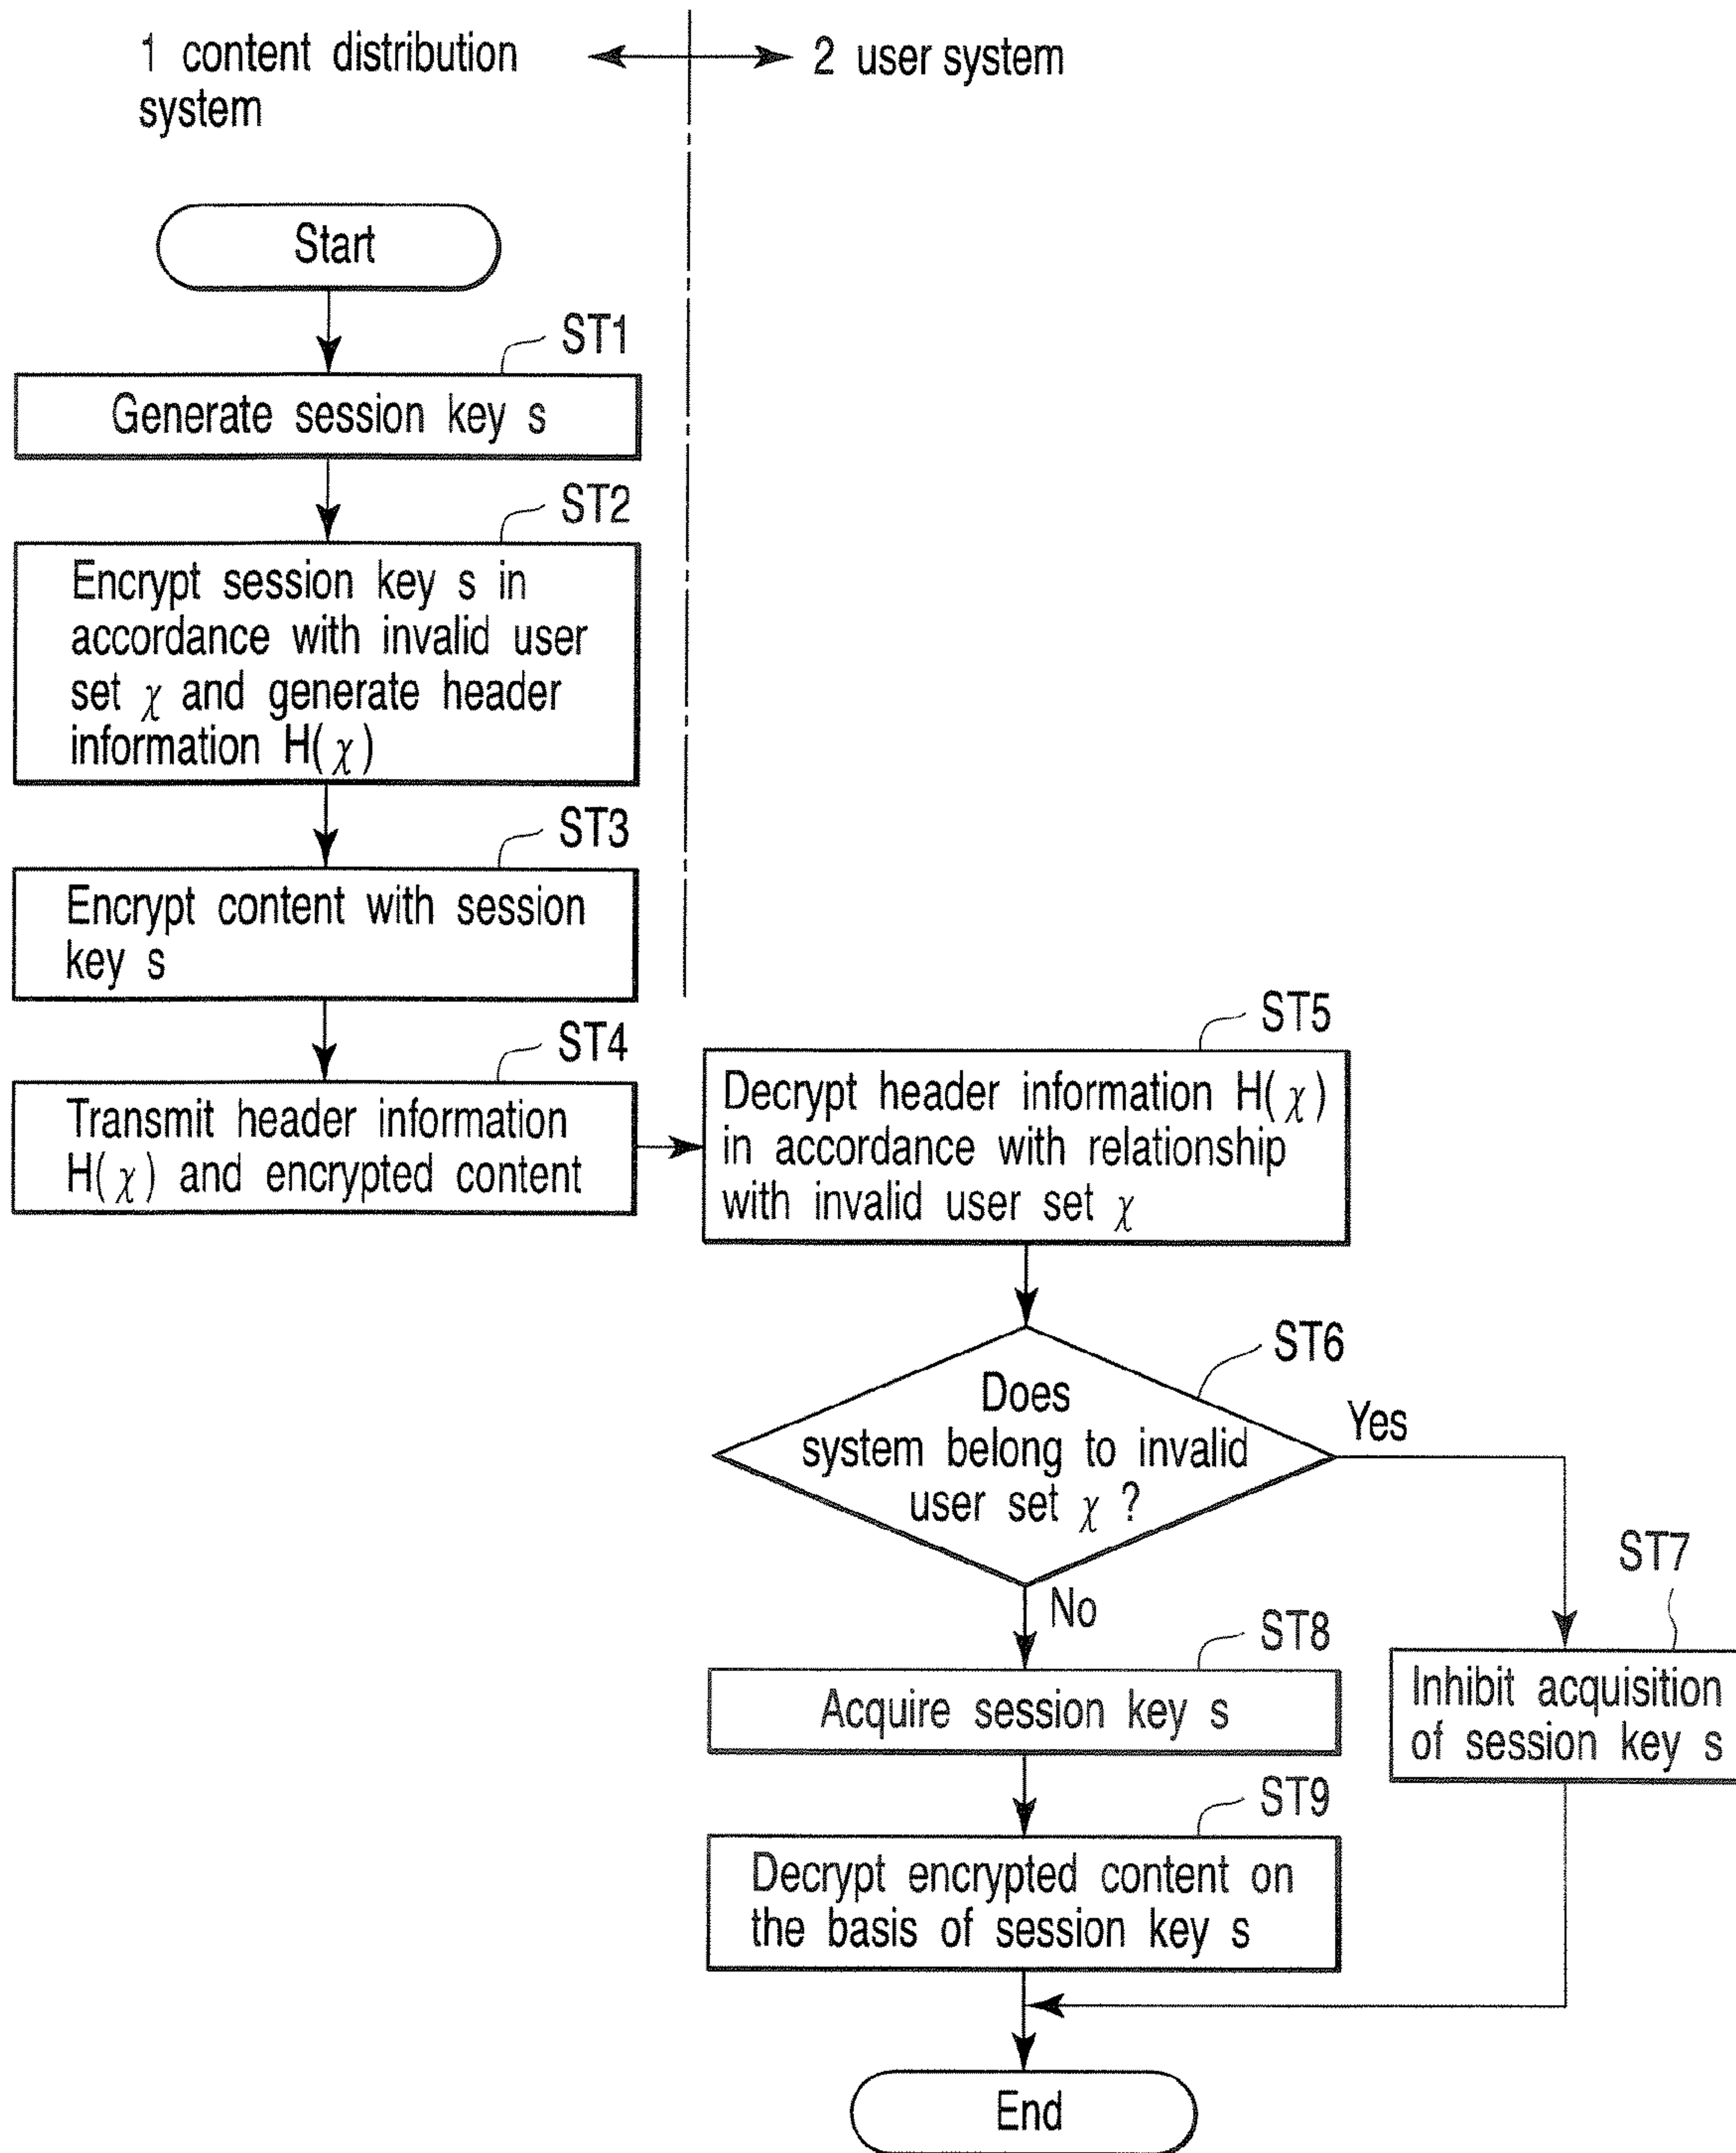 1 content distribution
system
2 user system
Start
ST1
Generate session key s
ST2
Encrypt session key s in
accordance with invalid user
set χ and generate header
information H(χ)
ST3
Encrypt content with session
key s
ST4
Transmit header information
H(χ) and encrypted content
ST5
Decrypt header information H(χ)
in accordance with relationship
with invalid user set χ
ST6
Does
system belong to invalid
user set χ ?
Yes
No
ST7
Inhibit acquisition
of session key s
ST8
Acquire session key s
ST9
Decrypt encrypted content on
the basis of session key s
End